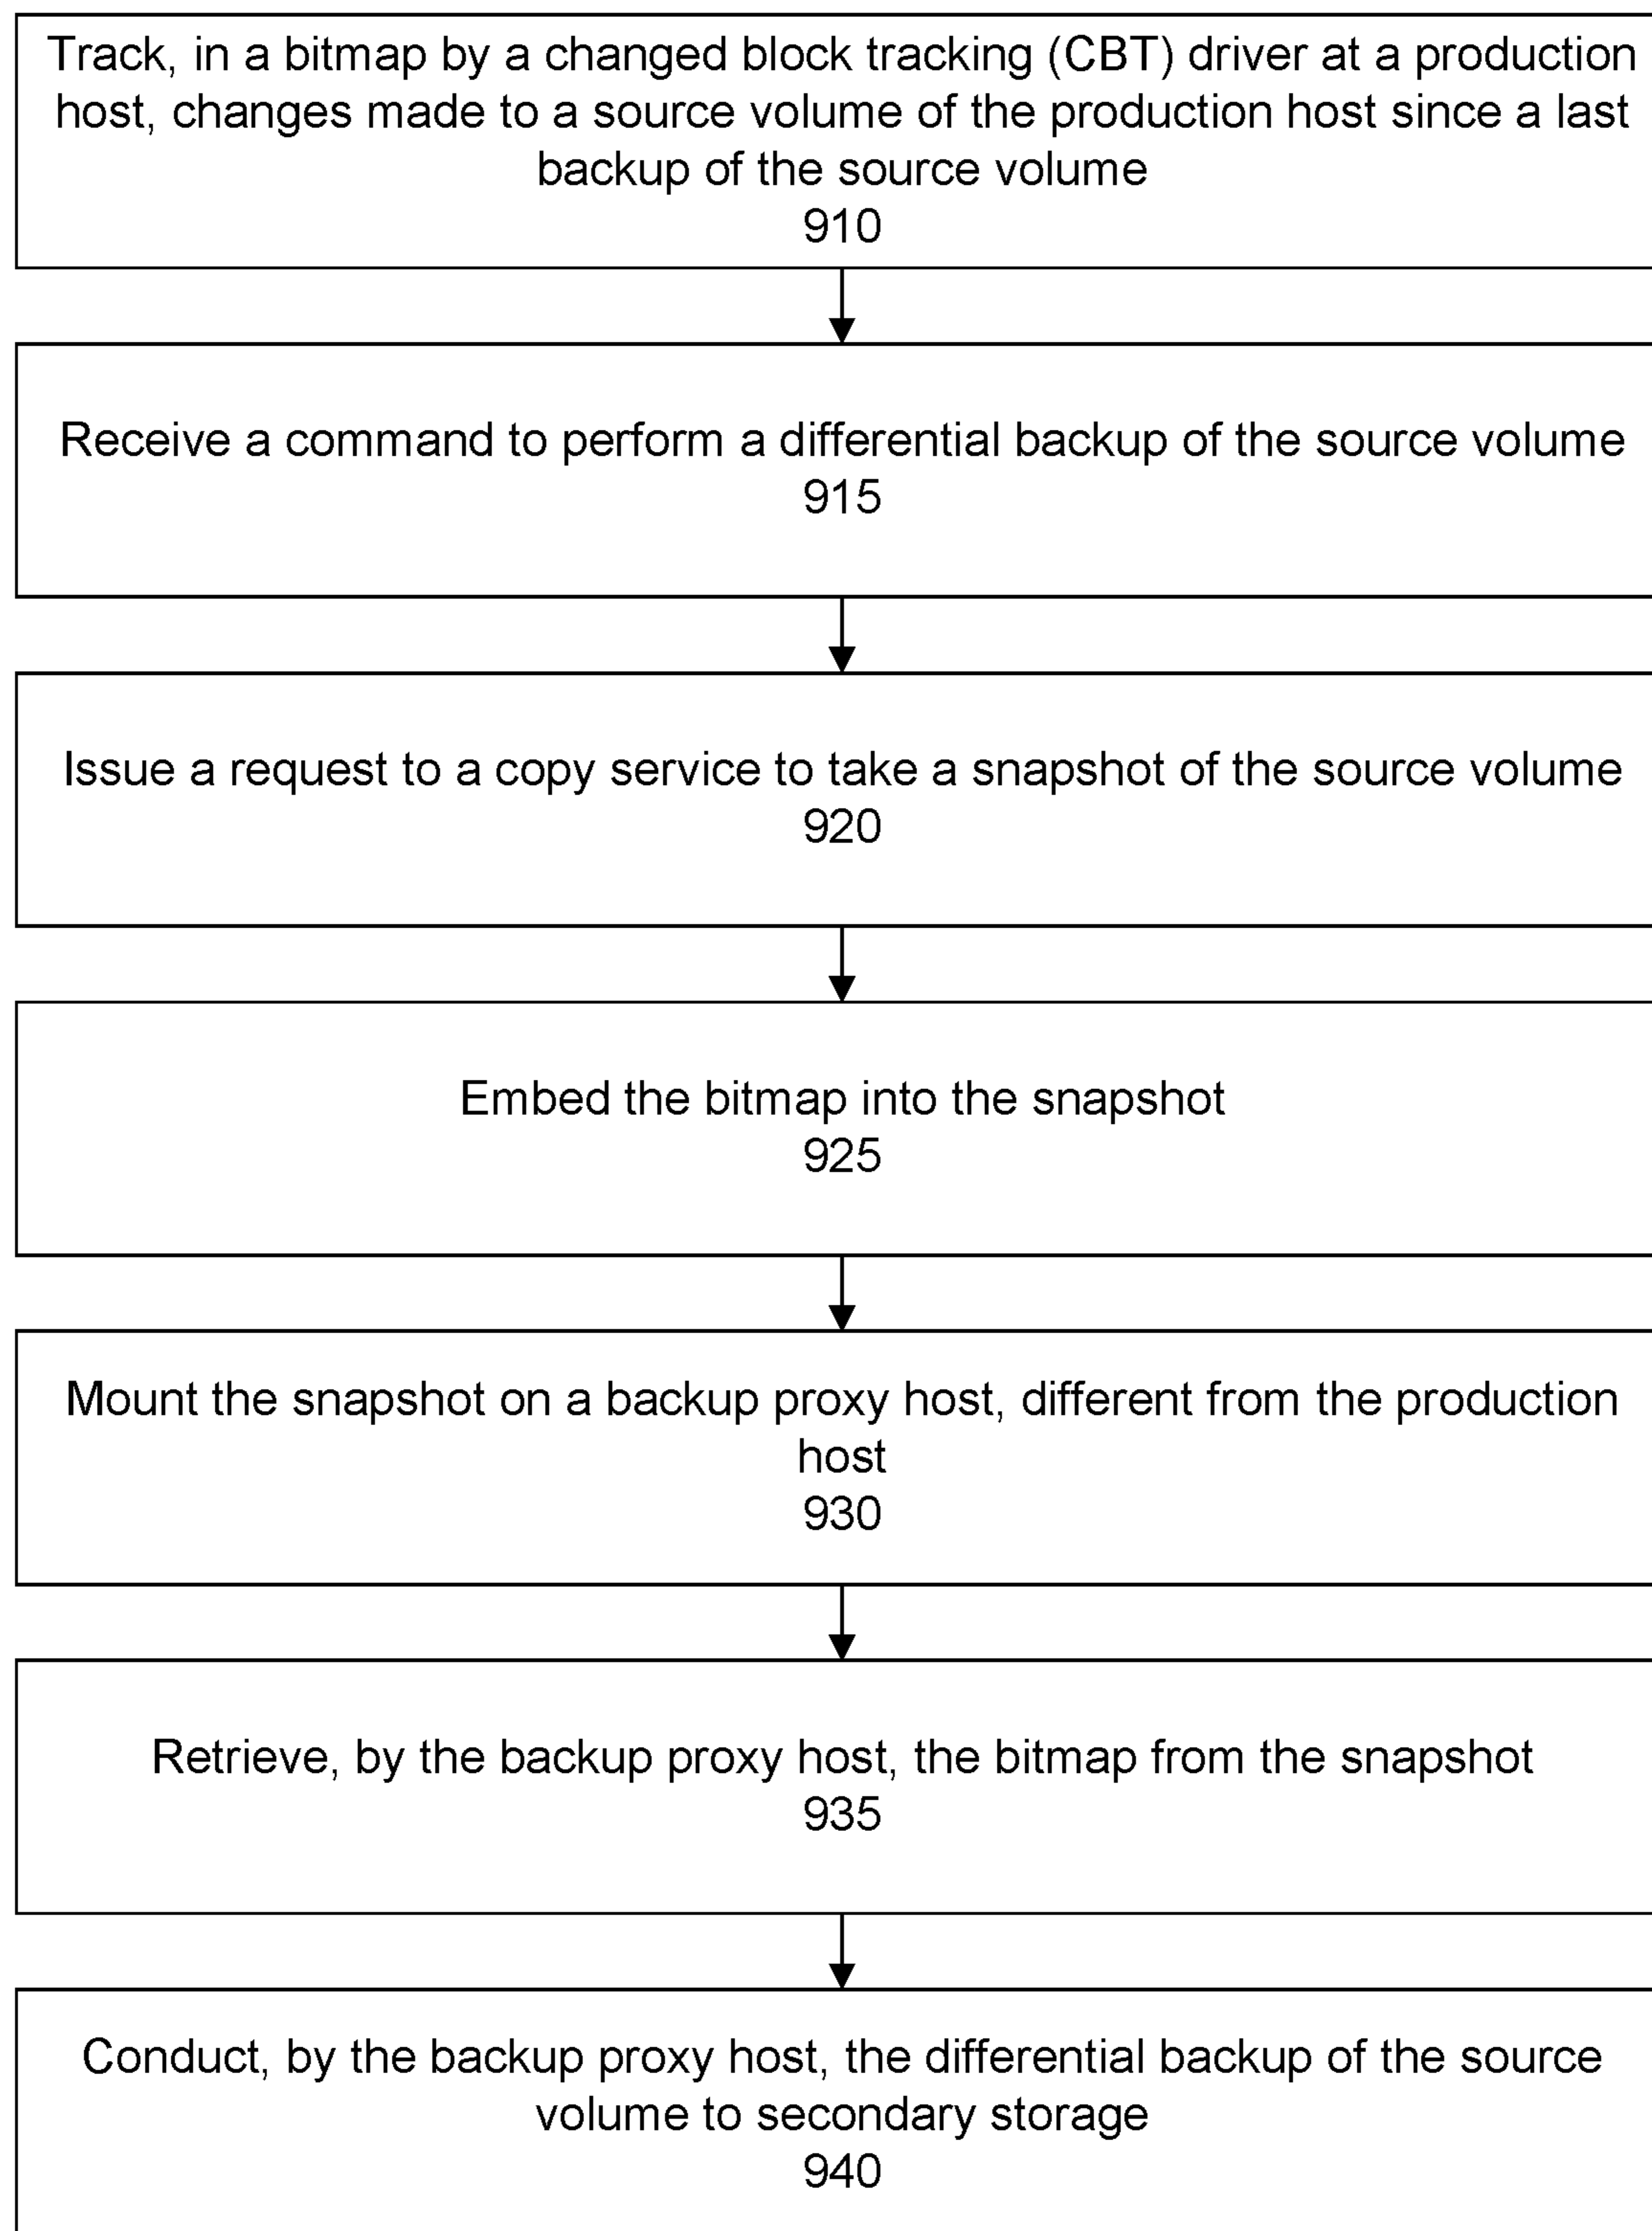 Track, in a bitmap by a changed block tracking (CBT) driver at a production
host, changes made to a source volume of the production host since a last
backup of the source volume
910
Receive a command to perform a differential backup of the source volume
915
Issue a request to a copy service to take a snapshot of the source volume
920
Embed the bitmap into the snapshot
925
Mount the snapshot on a backup proxy host, different from the production
host
930
Retrieve, by the backup proxy host, the bitmap from the snapshot
935
Conduct, by the backup proxy host, the differential backup of the source
volume to secondary storage
940